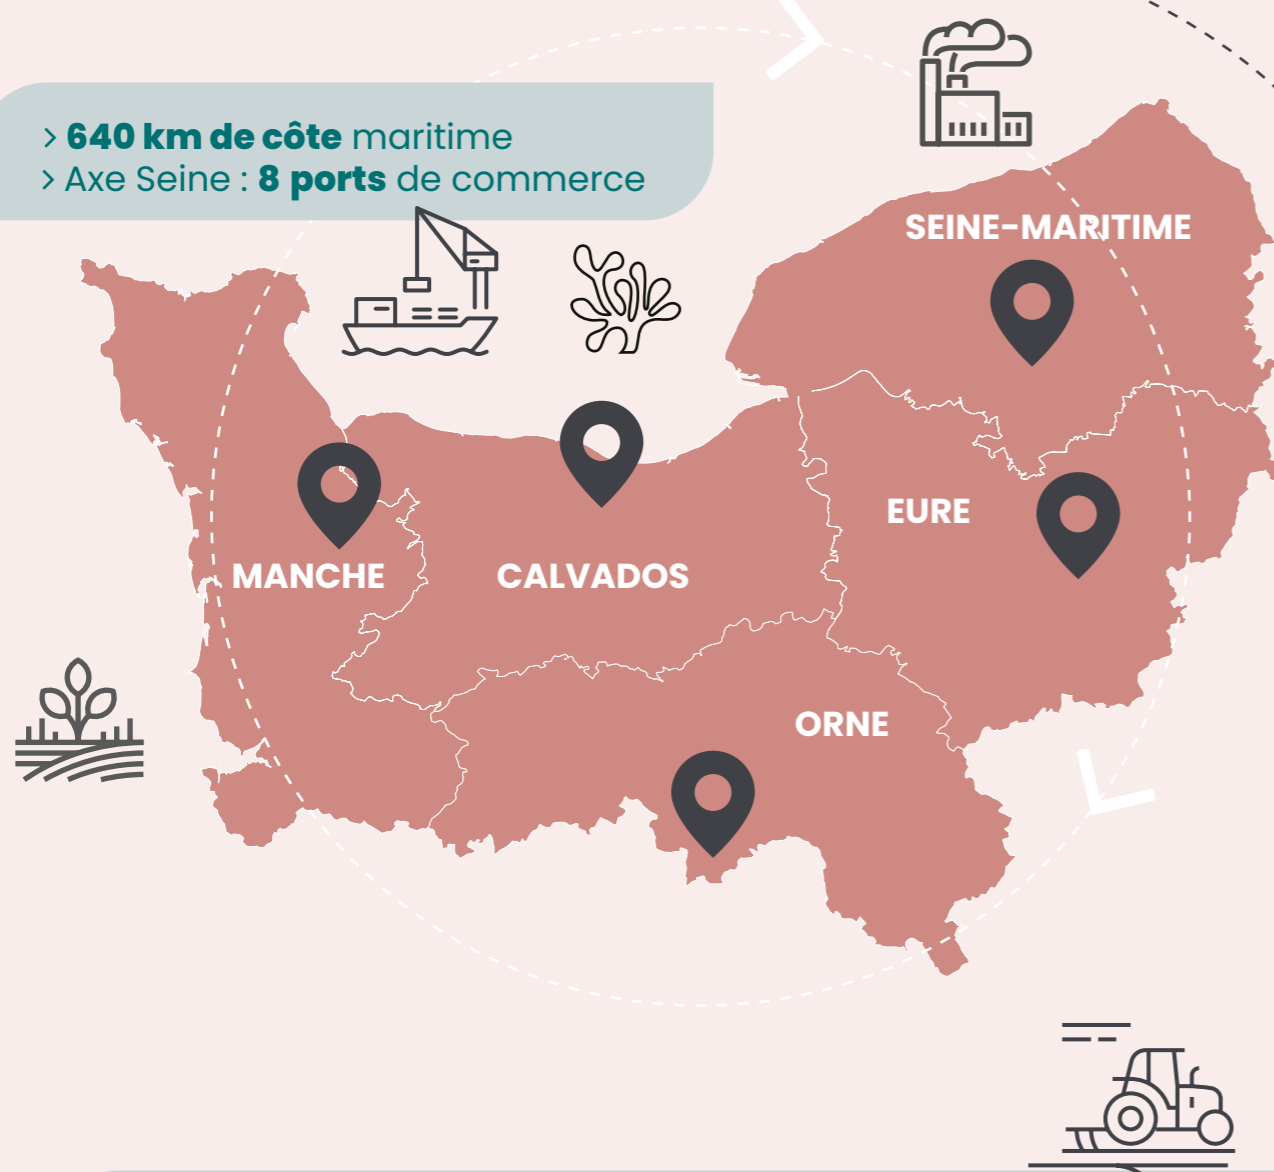 > 640 km de côte maritime
> Axe Seine : 8 ports de commerce
SEINE-MARITIME
EURE
MANCHE
CALVADOS
ORNE